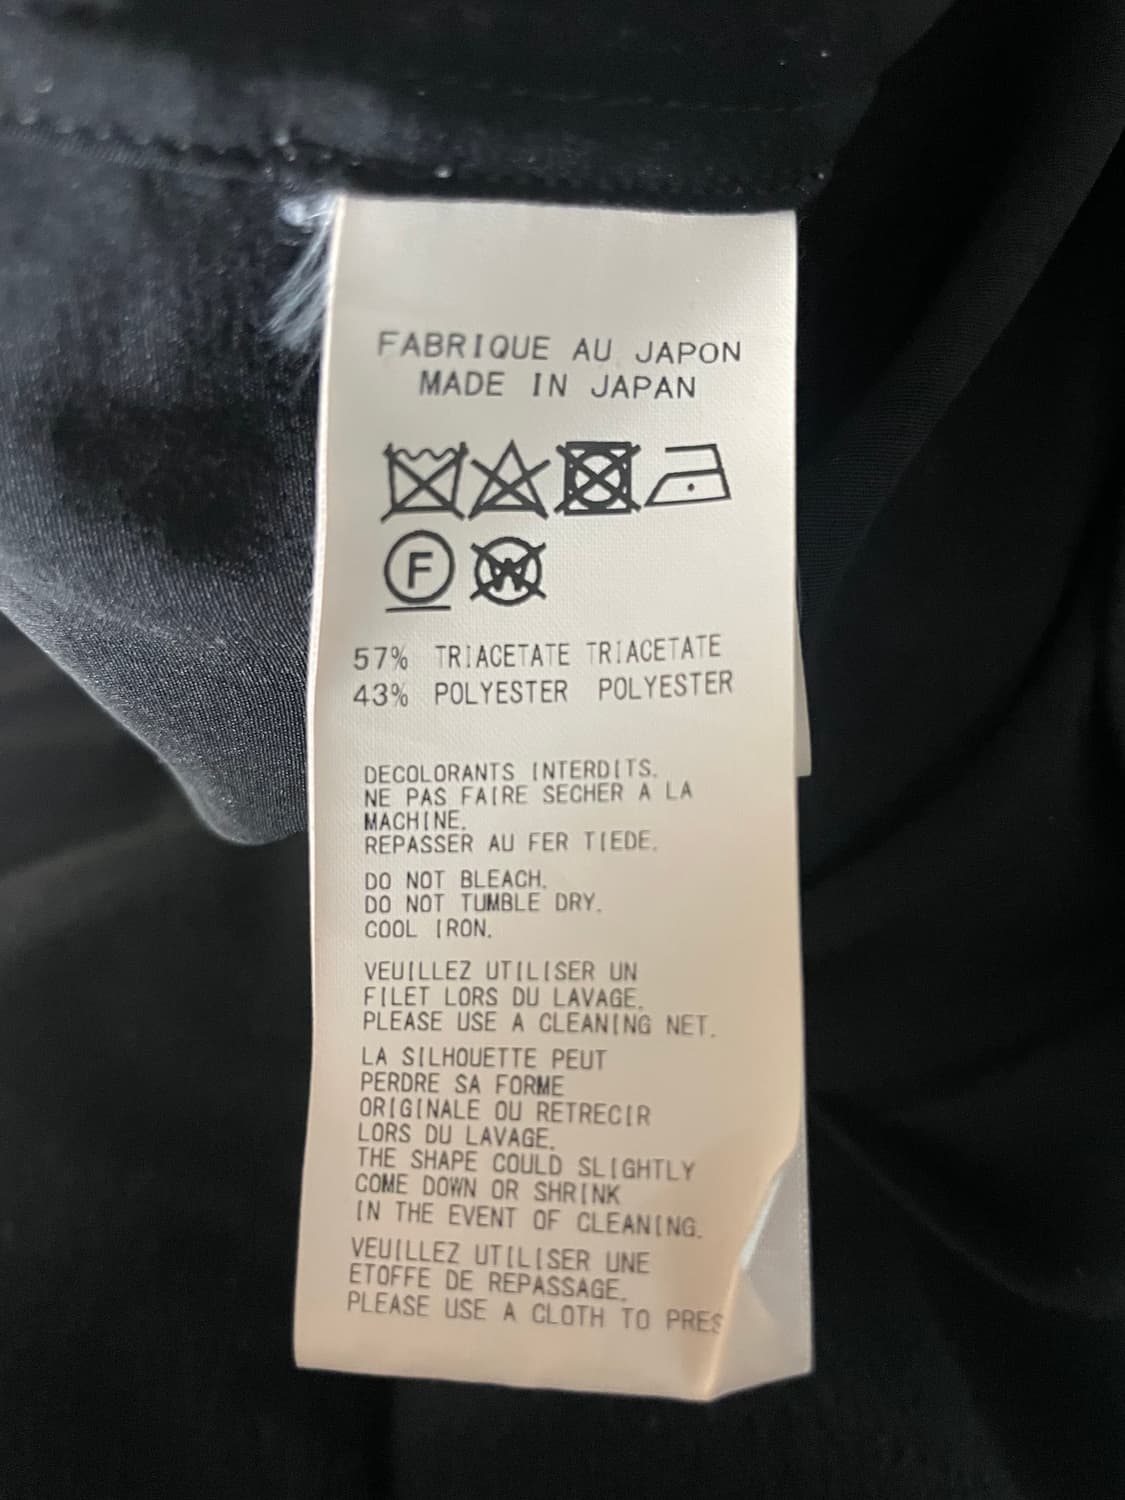 FABRIQUE AU JAPON
MADE IN JAPAN
F W
57% TRIACETATE TRIACETATE
43% POLYESTER POLYESTER
DECOLORANTS INTERDITS.
NE PAS FAIRE SECHER A LA
MACHINE.
REPASSER AU FER TIEDE.
DO NOT BLEACH.
DO NOT TUMBLE DRY.
COOL IRON.
VEUILLEZ UTILISER UN
FILET LORS DU LAVAGE.
PLEASE USE A CLEANING NET.
LA SILHOUETTE PEUT
PERDRE SA FORME
ORIGINALE OU RETRECIR
LORS DU LAVAGE.
THE SHAPE COULD SLIGHTLY
COME DOWN OR SHRINK
IN THE EVENT OF CLEANING.
VEUILLEZ UTILISER UNE
ETOFFE DE REPASSAGE.
PLEASE USE A CLOTH TO PRES